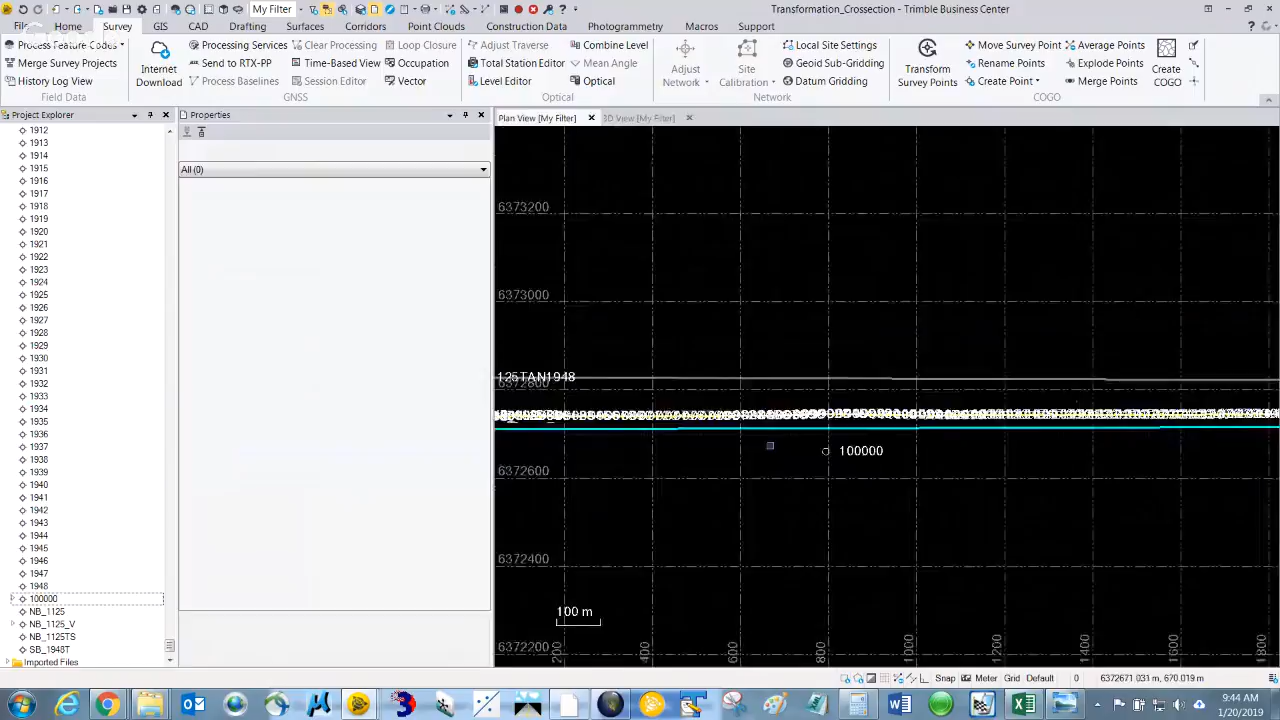 My Filter
Transformation_Crossection - Trimble Business Center
File Survey GIS CAD Drafting Surfaces Corridors Point Clouds Construction Data Photogrammetry Macros Support
Process Feature Codes
Merge Survey Projects
History Log View
Field Data
Internet Download
Processing Services
Send to RTX-PP
Process Baselines
Clear Processing
Time-Based View
Session Editor
Loop Closure
Occupation
Vector
GNSS
Adjust Traverse
Total Station Editor
Level Editor
Combine Level
Mean Angle
Optical
Optical
Adjust Network
Site Calibration
Local Site Settings
Geoid Sub-Gridding
Datum Gridding
Network
Transform Survey Points
Move Survey Point
Rename Points
Create Point
Average Points
Explode Points
Merge Points
Create COGO
COGO
Project Explorer
Properties
Plan View [My Filter]
3D View [My Filter]
All (0)
1912
1913
1914
1915
1916
1917
1918
1919
1920
1921
1922
1923
1924
1925
1926
1927
1928
1929
1930
1931
1932
1933
1934
1935
1936
1937
1938
1939
1940
1941
1942
1943
1944
1945
1946
1947
1948
100000
NB_1125
NB_1125_V
NB_1125TS
SB_1948T
Imported Files
6373200
6373000
125TAN1948
6372800
100000
6372600
6372400
100 m
6372200
200 400 600 800 1000 1200 1400 1600 1800
Snap Meter Grid Default 0 6372671.031 m, 670.019 m
9:44 AM
1/20/2019